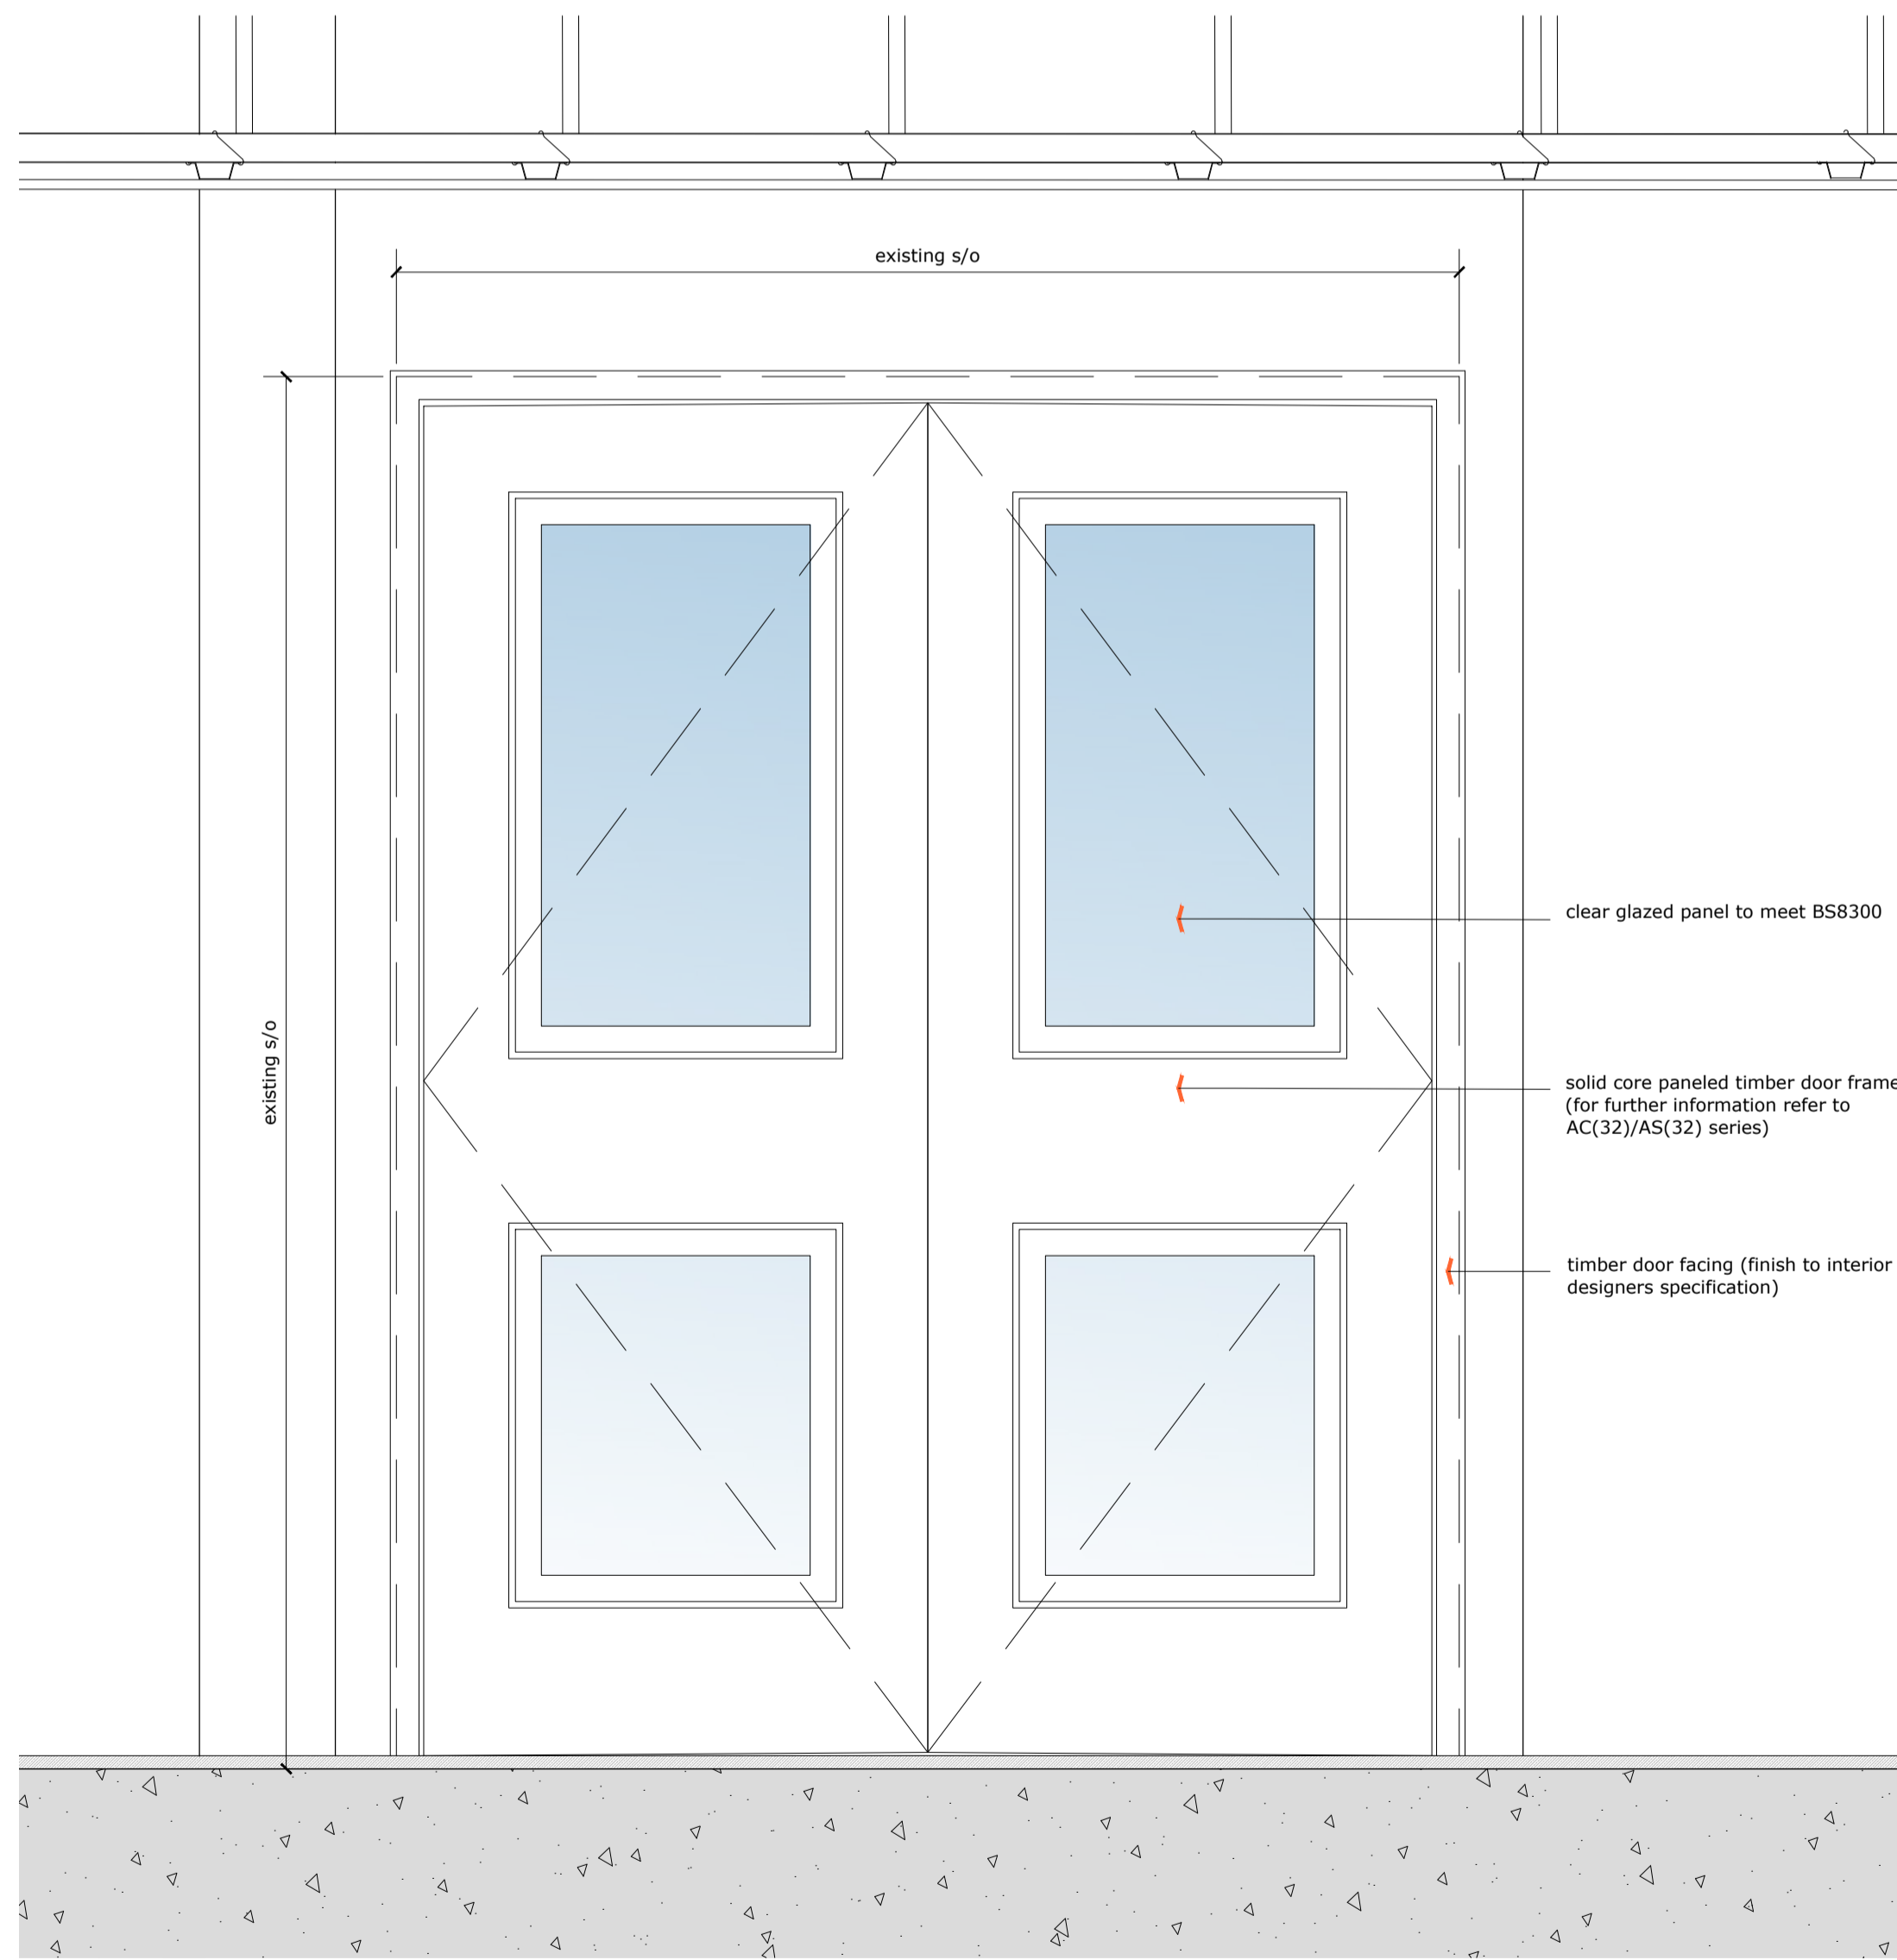 existing s/o
clear glazed panel to meet BS8300
existing s/o
solid core paneled timber door frame
(for further information refer to
AC(32)/AS(32) series)
timber door facing (finish to interior
designers specification)